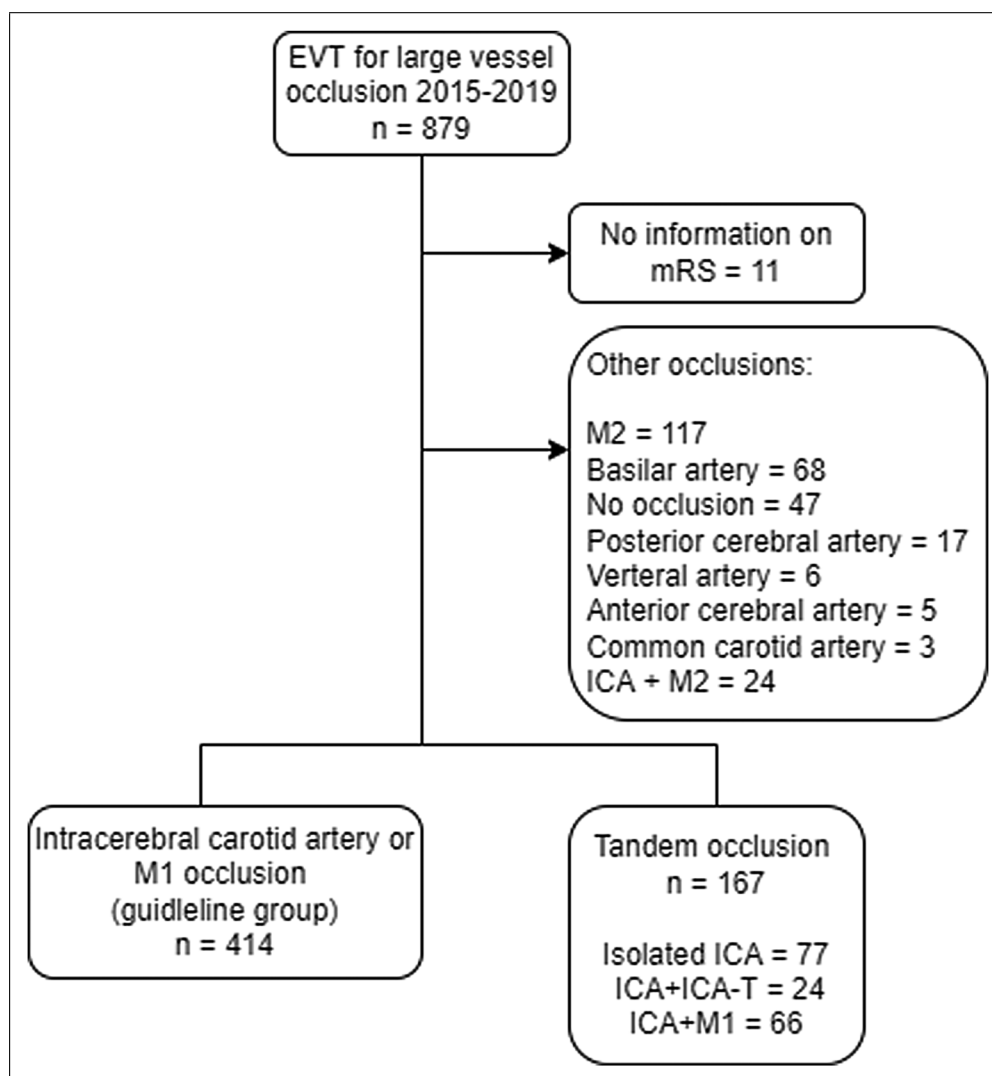 EVT for large vessel
occlusion 2015-2019
n = 879
No information on
mRS = 11
Other occlusions:
M2 = 117
Basilar artery = 68
No occlusion = 47
Posterior cerebral artery = 17
Verteral artery = 6
Anterior cerebral artery = 5
Common carotid artery = 3
ICA + M2 = 24
Intracerebral carotid artery or
M1 occlusion
(guidleline group)
n = 414
Tandem occlusion
n = 167
Isolated ICA = 77
ICA+ICA-T = 24
ICA+M1 = 66